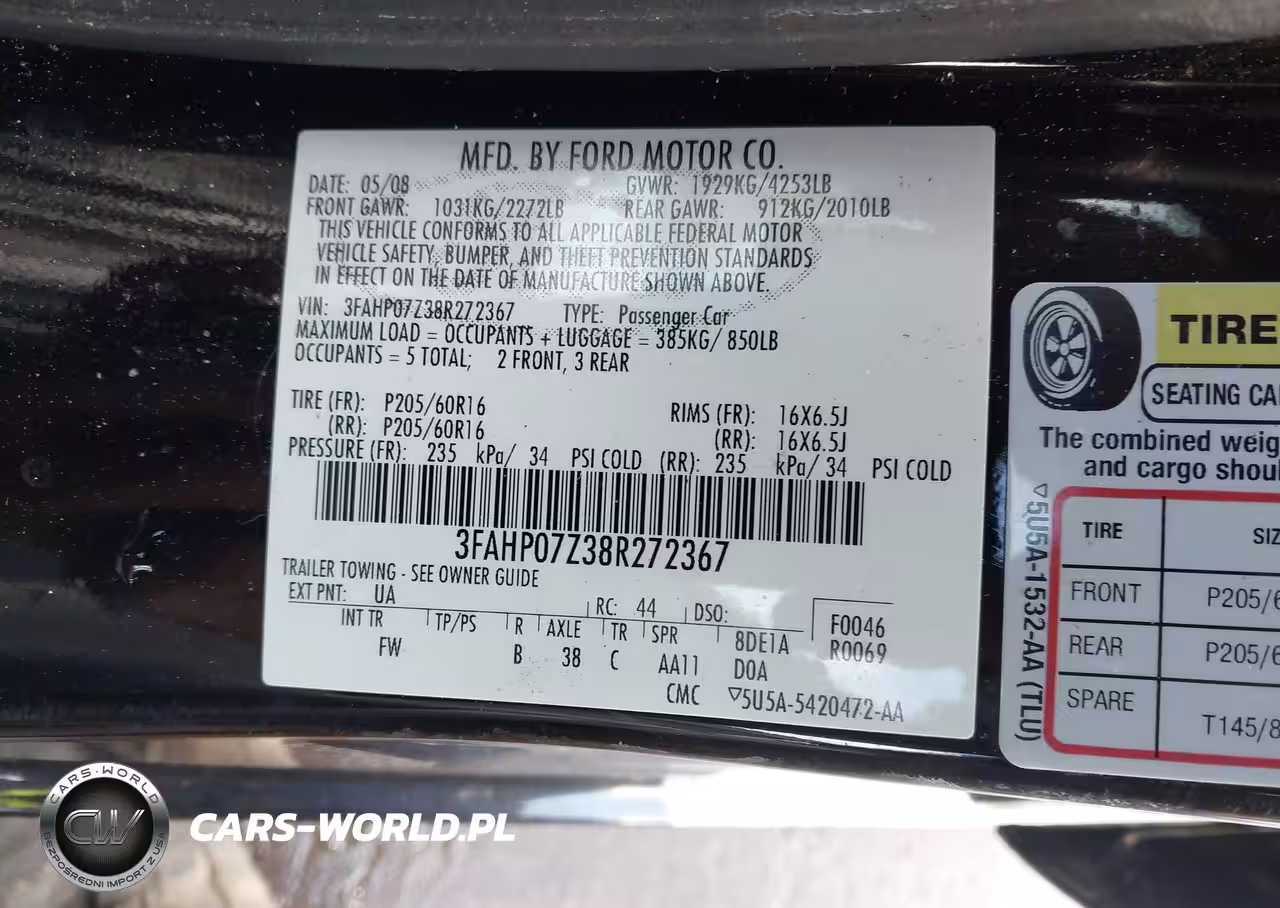 MFD. BY FORD MOTOR CO.
DATE: 05/08 GVWR: 1929KG/4253LB
FRONT GAWR: 1031KG/2272LB REAR GAWR: 912KG/2010LB
THIS VEHICLE CONFORMS TO ALL APPLICABLE FEDERAL MOTOR
VEHICLE SAFETY, BUMPER, AND THEFT PREVENTION STANDARDS
IN EFFECT ON THE DATE OF MANUFACTURE SHOWN ABOVE.
VIN: 3FAHP07Z38R272367 TYPE: Passenger Car
MAXIMUM LOAD = OCCUPANTS + LUGGAGE = 385KG/ 850LB
OCCUPANTS = 5 TOTAL; 2 FRONT, 3 REAR
TIRE (FR): P205/60R16 RIMS (FR): 16X6.5J
(RR): P205/60R16 (RR): 16X6.5J
PRESSURE (FR): 235 kPa/ 34 PSI COLD (RR): 235 kPa/ 34 PSI COLD
3FAHP07Z38R272367
TRAILER TOWING - SEE OWNER GUIDE
EXT PNT: UA RC: 44 DSO:
INT TR TP/PS R AXLE TR SPR 8DE1A F0046
FW B 38 C AA11 D0A R0069
CMC ▽5U5A-5420472-AA
TIRE
SEATING CA
The combined weig
and cargo shou
TIRE SIZ
FRONT P205/6
REAR P205/6
SPARE T145/8
▽5U5A-1532-AA (TLU)
CARS-WORLD
CW
BEZPOŚREDNI IMPORT Z USA
CARS-WORLD.PL